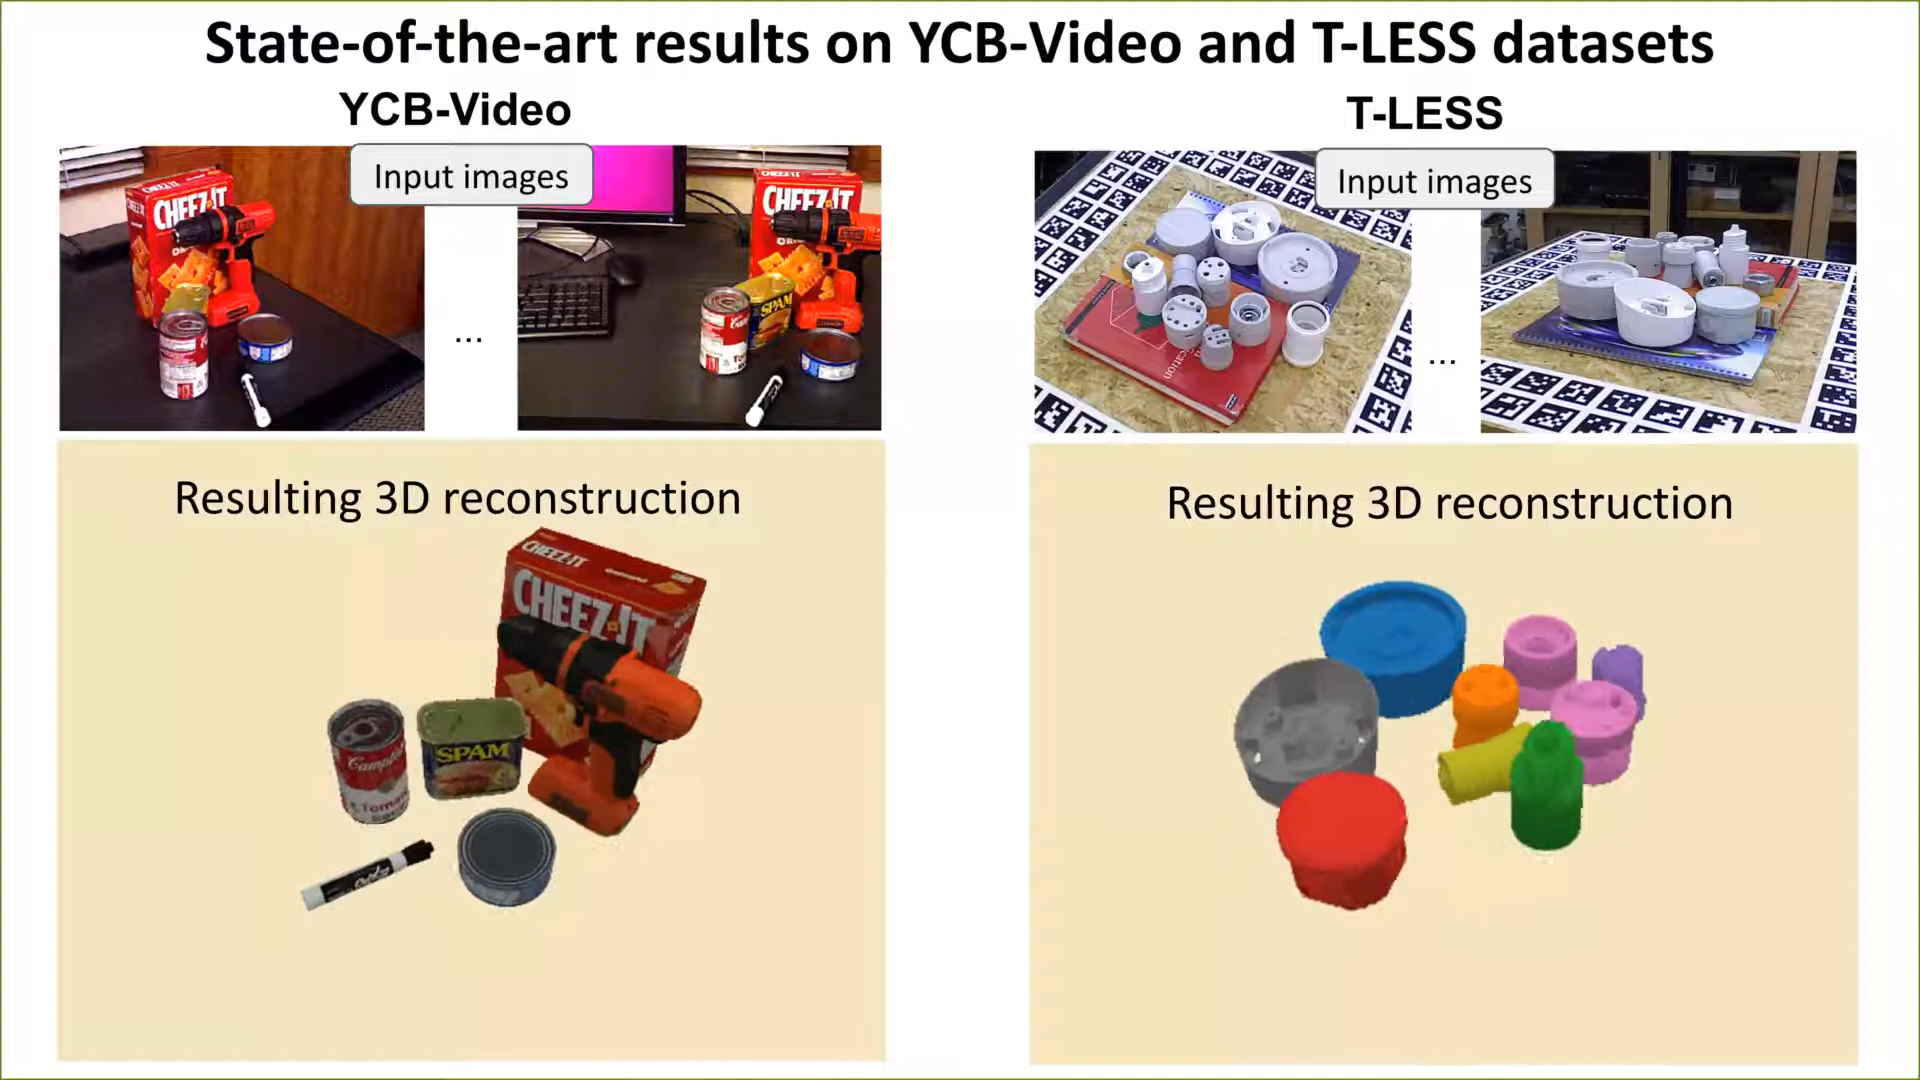 State-of-the-art results on YCB-Video and T-LESS datasets
YCB-Video
Input images
CHEEZ-IT
CHEEZ-IT
SPAM
...
Resulting 3D reconstruction
CHEEZ-IT
CHEEZ-IT
Campbell's
Tomato
SPAM
T-LESS
Input images
...
Resulting 3D reconstruction